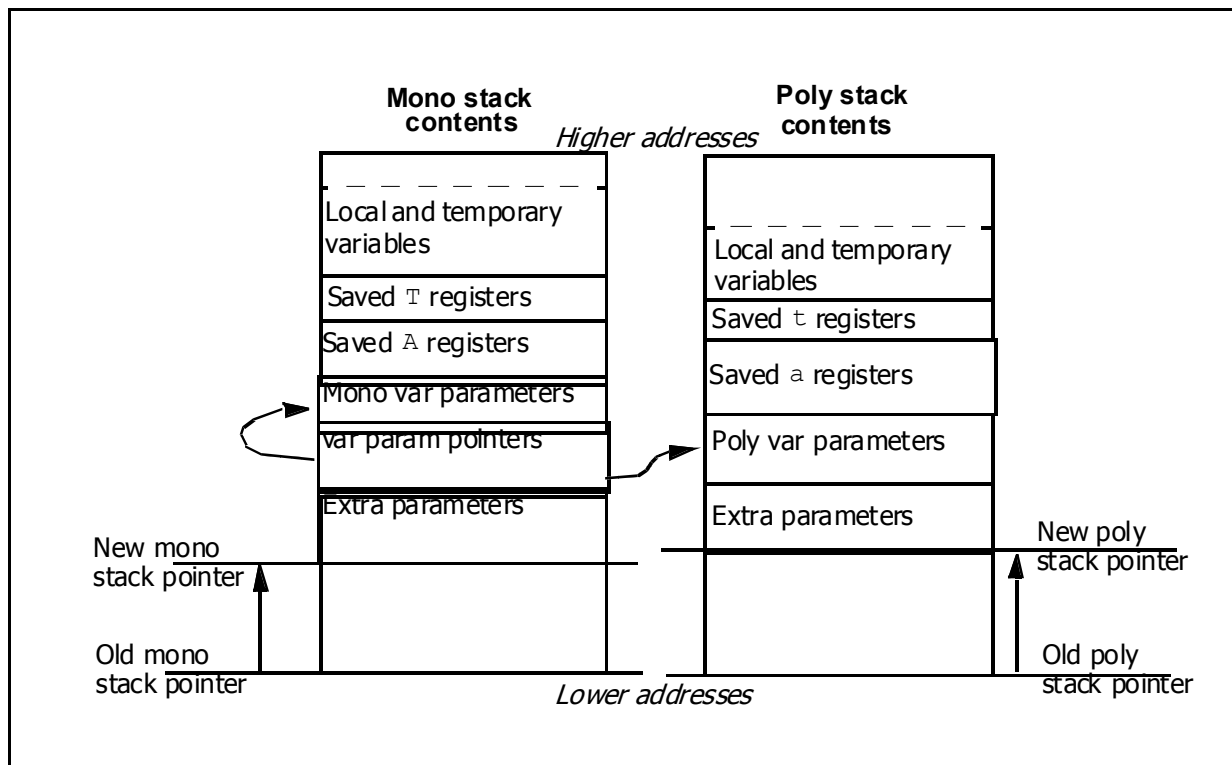 Mono stack
contents
Poly stack
contents
Higher addresses
Local and temporary
variables
Saved T registers
Saved A registers
Mono var parameters
var param pointers
Extra parameters
Local and temporary
variables
Saved t registers
Saved a registers
Poly var parameters
Extra parameters
New mono
stack pointer
New poly
stack pointer
Old mono
stack pointer
Old poly
stack pointer
Lower addresses